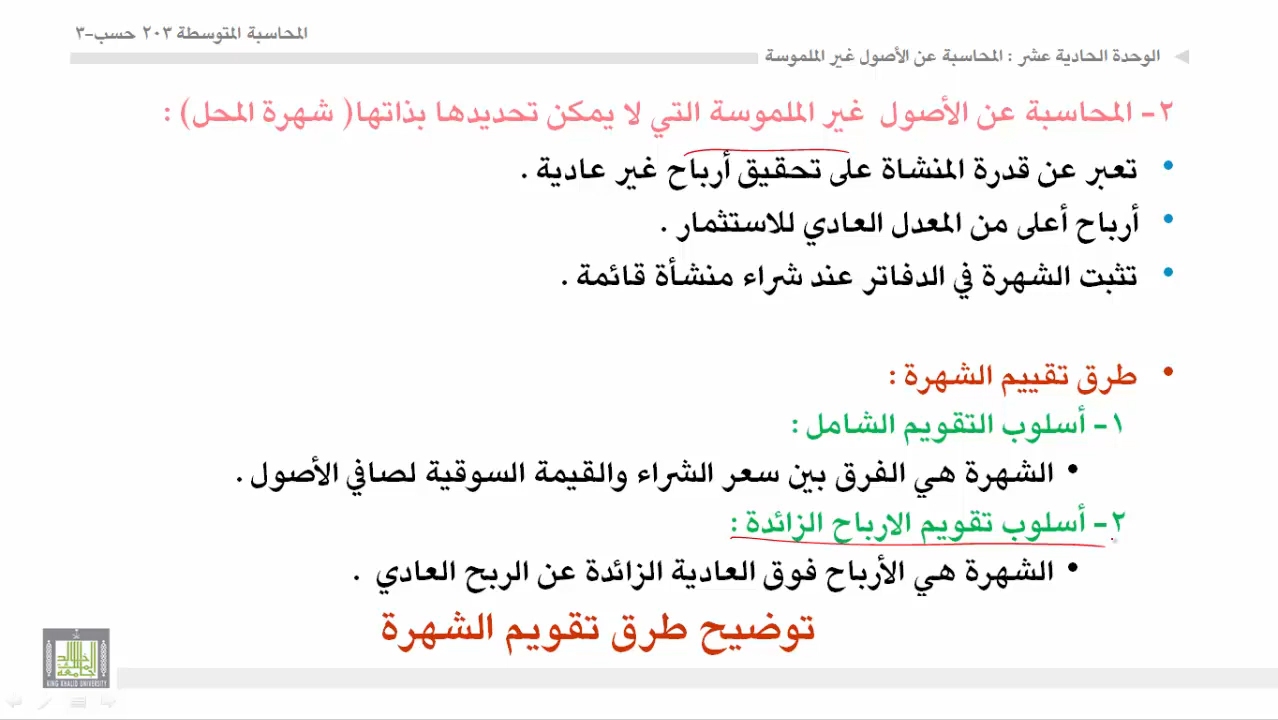 المحاسبة المتوسطة ٢٠٣ حسب-٣
الوحدة الحادية عشر : المحاسبة عن الأصول غير الملموسة
٢- المحاسبة عن الأصول غير الملموسة التي لا يمكن تحديدها بذاتها( شهرة المحل) :
• تعبر عن قدرة المنشاة على تحقيق أرباح غير عادية .
• أرباح أعلى من المعدل العادي للاستثمار .
• تثبت الشهرة في الدفاتر عند شراء منشأة قائمة .
• طرق تقييم الشهرة :
١- أسلوب التقويم الشامل :
• الشهرة هي الفرق بين سعر الشراء والقيمة السوقية لصافي الأصول .
٢- أسلوب تقويم الارباح الزائدة :
• الشهرة هي الأرباح فوق العادية الزائدة عن الربح العادي .
توضيح طرق تقويم الشهرة
KING KHALID UNIVERSITY